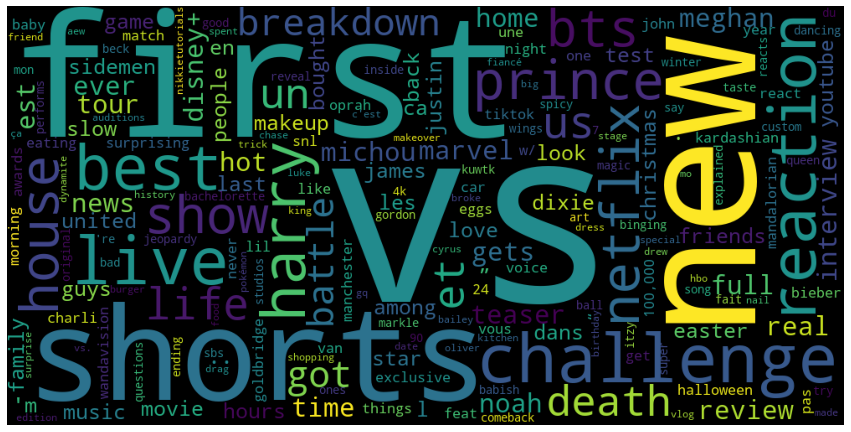 first
vs
new
shorts
breakdown
home
meghan
john
du
baby
game
friend
aew
good
spent
match
beck
mon
nikkietutorials
bts
une
night
fiancé
one
test
year
reacts
dancing
sidemen
disney+
en
people
bought
justin
back
ca
prince
inside
big
winter
taste
react
reaction
youtube
interview
reveal
oprah
tiktok
spicy
wings
7
say
custom
est
ever
tour
slow
performs
ça
auditions
un
makeup
snl
chase
c'est
makeover
us
stage
w/
kardashian
.
queen
eating
surprising
hot
trick
michou
marvel
look
magic
christmas
mo
explained
mandalorian
best
last
luke
like
james
4k
kuwtk
car
netflix
house
news
awards
dynamite
history
bachelorette
king
les
gordon
broke
eggs
dixie
art
dress
binging
special
drew
friends
morning
united
show
harry
battle
love
cyrus
gets
100,000
hbo
song
nail
full
bieber
original
're
bad
jeopardy
never
lil
studios
manchester
et
voice
”
24
“
ball
fait
live
guys
life
pokémon
burger
food
gq
among
teaser
birthday
bailey
itzy
easter
real
family
charli
surprise
wandavision
goldbridge
markle
90
date
vous
dans
kitchen
get
super
vs.
ending
sbs
drag
..
van
shopping
star
oliver
challenge
-
m
questions
got
ones
exclusive
babish
halloween
pas
try
music
movie
hours
time
things
l
feat
noah
comeback
death
vlog
review
made
edition